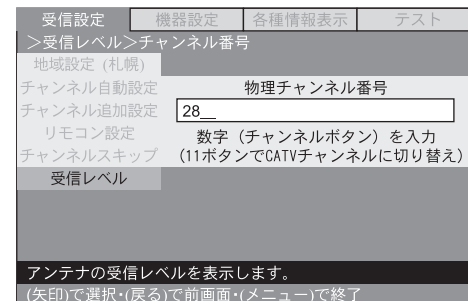 受信設定 機器設定 各種情報表示 テスト
＞受信レベル＞チャンネル番号
地域設定 (札幌)
チャンネル自動設定
チャンネル追加設定
リモコン設定
チャンネルスキップ
受信レベル
物理チャンネル番号
28__
数字（チャンネルボタン）を入力
(11ボタンでCATVチャンネルに切り替え)
アンテナの受信レベルを表示します。
(矢印)で選択・(戻る)で前画面・(メニュー)で終了